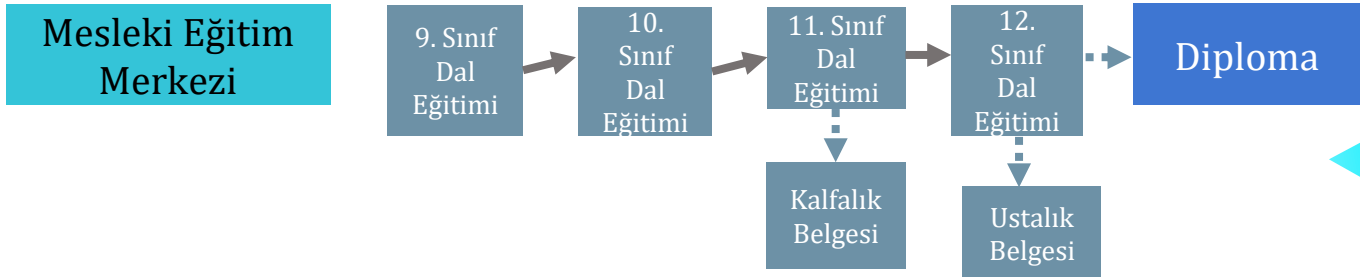 Mesleki Eğitim
Merkezi
9. Sınıf
Dal
Eğitimi
10.
Sınıf
Dal
Eğitimi
11. Sınıf
Dal
Eğitimi
12.
Sınıf
Dal
Eğitimi
Diploma
Kalfalık
Belgesi
Ustalık
Belgesi